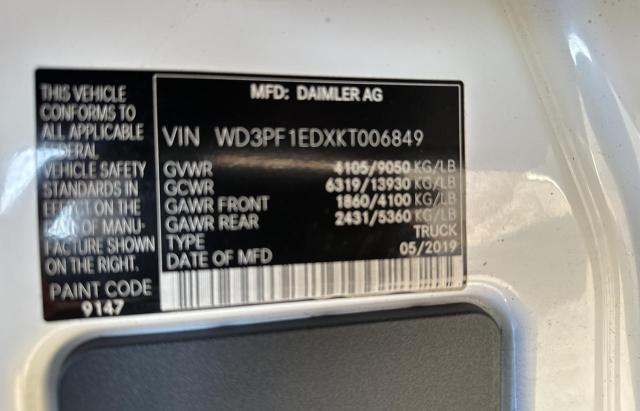 THIS VEHICLE
CONFORMS TO
ALL APPLICABLE
FEDERAL
VEHICLE SAFETY
STANDARDS IN
EFFECT ON THE
DATE OF MANU-
FACTURE SHOWN
ON THE RIGHT.
PAINT CODE
9147
MFD: DAIMLER AG
VIN WD3PF1EDXKT006849
GVWR 4105/9050 KG/LB
GCWR 6319/13930 KG/LB
GAWR FRONT 1860/4100 KG/LB
GAWR REAR 2431/5360 KG/LB
TYPE TRUCK
DATE OF MFD 05/2019